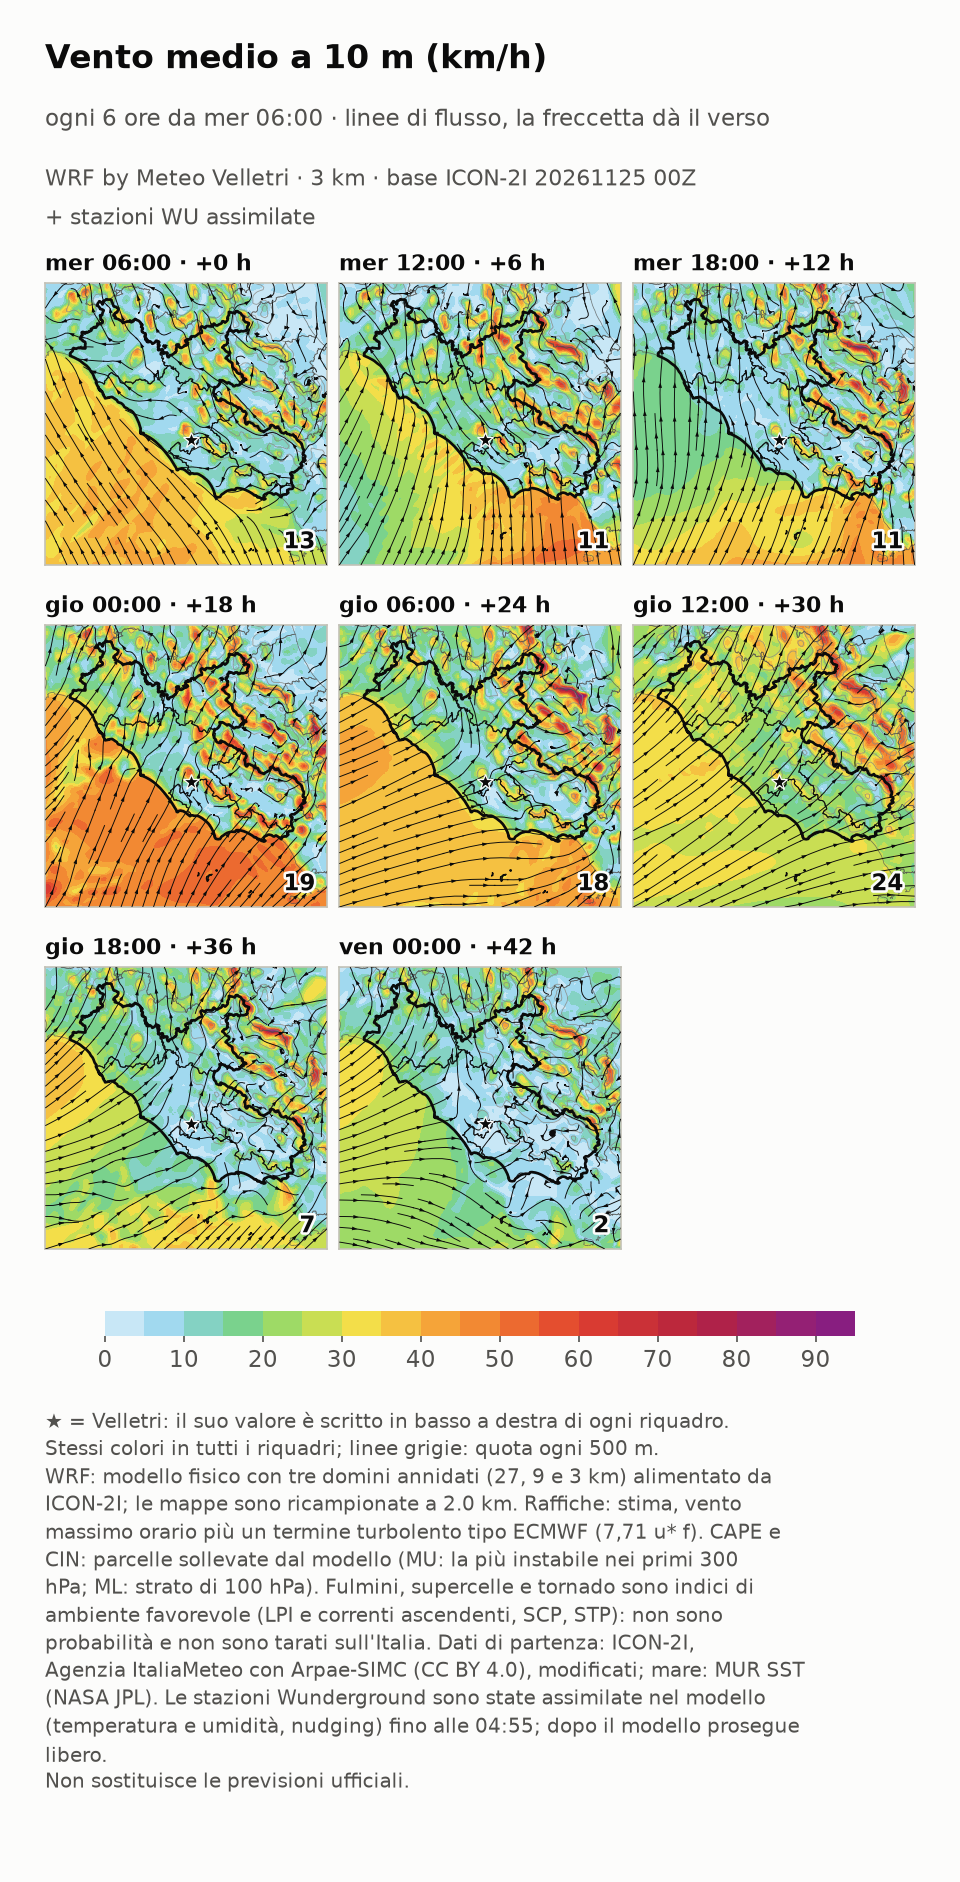 Vento medio a 10 m (km/h)
ogni 6 ore da mer 06:00 · linee di flusso, la freccetta dà il verso
WRF by Meteo Velletri · 3 km · base ICON-2I 20261125 00Z
+ stazioni WU assimilate
mer 06:00 · +0 h
mer 12:00 · +6 h
mer 18:00 · +12 h
13
11
11
gio 00:00 · +18 h
gio 06:00 · +24 h
gio 12:00 · +30 h
19
18
24
gio 18:00 · +36 h
ven 00:00 · +42 h
7
2
0 10 20 30 40 50 60 70 80 90
★ = Velletri: il suo valore è scritto in basso a destra di ogni riquadro.
Stessi colori in tutti i riquadri; linee grigie: quota ogni 500 m.
WRF: modello fisico con tre domini annidati (27, 9 e 3 km) alimentato da
ICON-2I; le mappe sono ricampionate a 2.0 km. Raffiche: stima, vento
massimo orario più un termine turbolento tipo ECMWF (7,71 u* f). CAPE e
CIN: parcelle sollevate dal modello (MU: la più instabile nei primi 300
hPa; ML: strato di 100 hPa). Fulmini, supercelle e tornado sono indici di
ambiente favorevole (LPI e correnti ascendenti, SCP, STP): non sono
probabilità e non sono tarati sull'Italia. Dati di partenza: ICON-2I,
Agenzia ItaliaMeteo con Arpae-SIMC (CC BY 4.0), modificati; mare: MUR SST
(NASA JPL). Le stazioni Wunderground sono state assimilate nel modello
(temperatura e umidità, nudging) fino alle 04:55; dopo il modello prosegue
libero.
Non sostituisce le previsioni ufficiali.